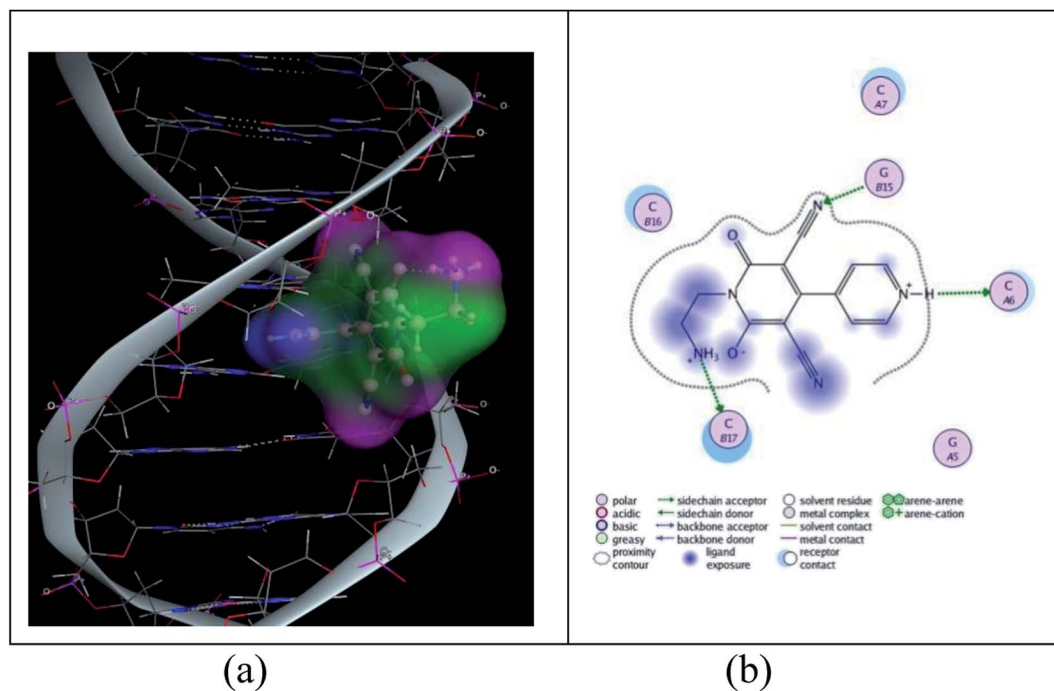 C
A7
G
B15
C
B16
N
O
N
N
+
H
C
A6
NH3
+
O
-
N
C
B17
G
A5
polar
acidic
basic
greasy
proximity
contour
sidechain acceptor
sidechain donor
backbone acceptor
backbone donor
ligand
exposure
solvent residue
metal complex
solvent contact
metal contact
receptor
contact
arene-arene
arene-cation
(a) (b)